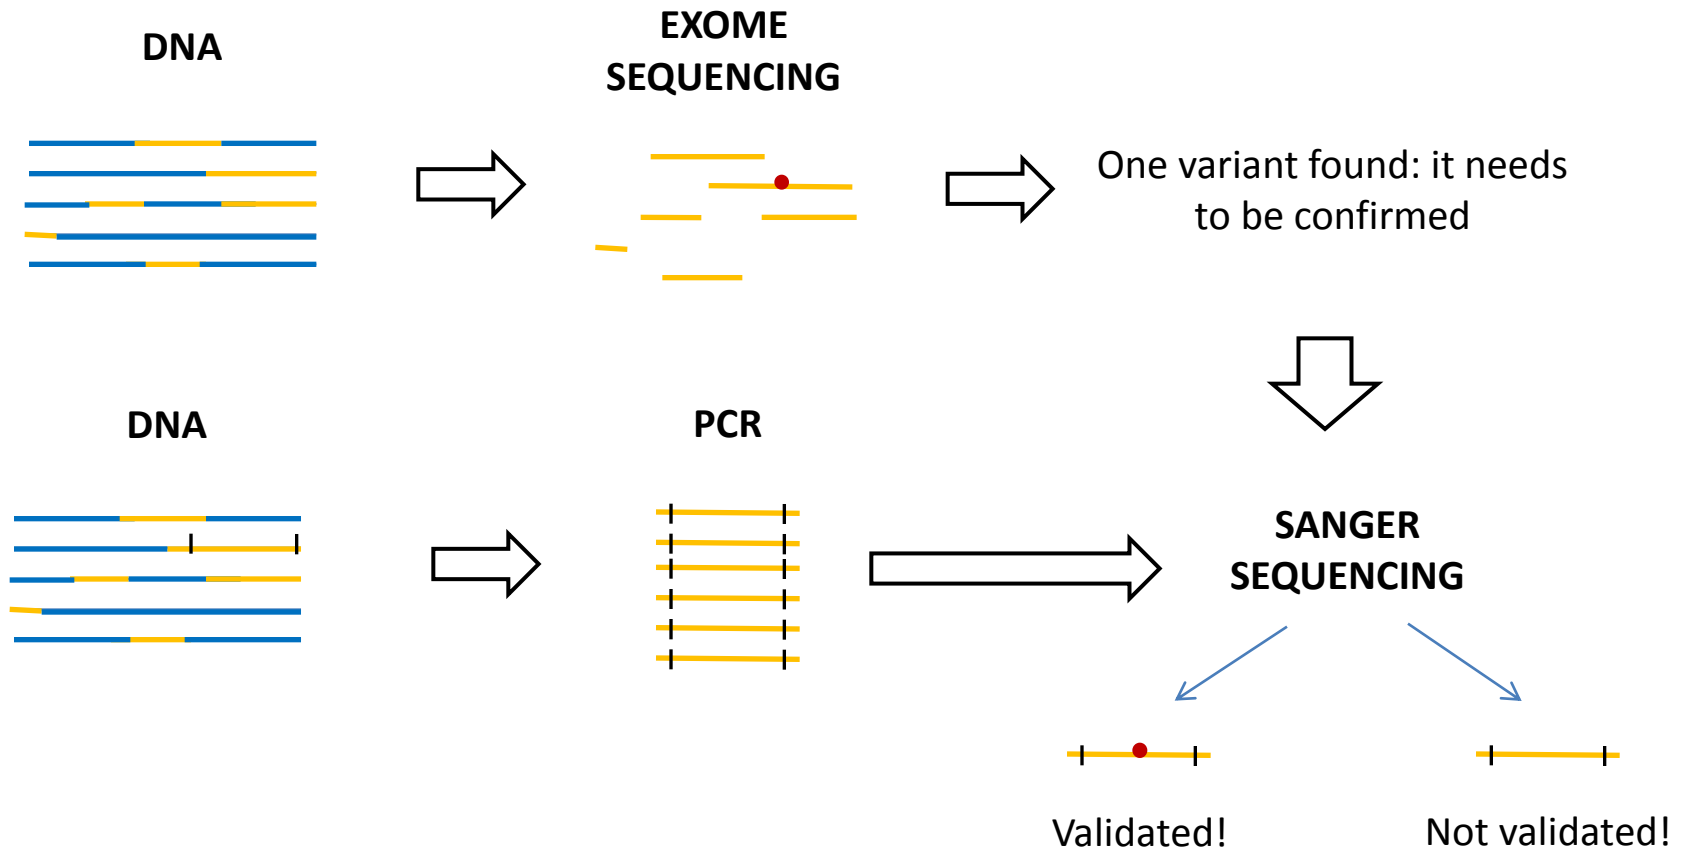 DNA
EXOME
SEQUENCING
One variant found: it needs
to be confirmed
DNA
PCR
SANGER
SEQUENCING
Validated!
Not validated!